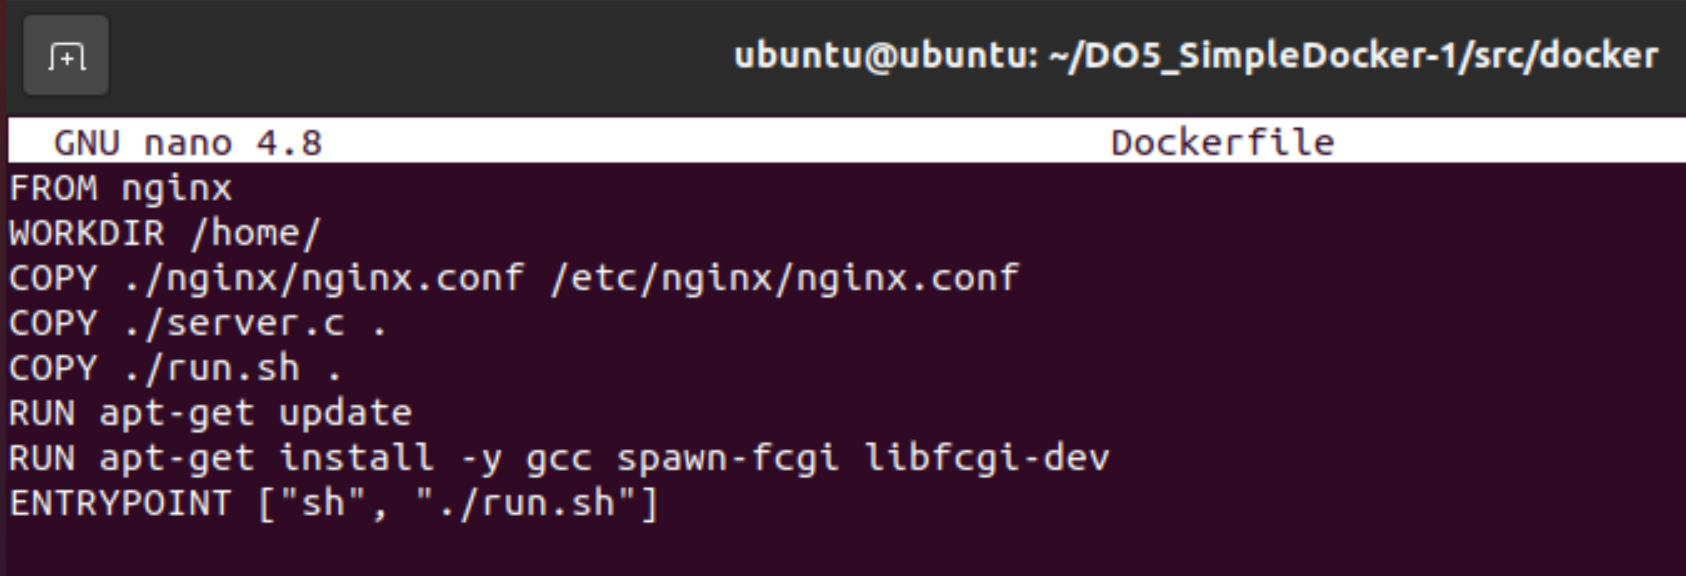 ubuntu@ubuntu: ~/DO5_SimpleDocker-1/src/docker
GNU nano 4.8 Dockerfile
FROM nginx
WORKDIR /home/
COPY ./nginx/nginx.conf /etc/nginx/nginx.conf
COPY ./server.c .
COPY ./run.sh .
RUN apt-get update
RUN apt-get install -y gcc spawn-fcgi libfcgi-dev
ENTRYPOINT ["sh", "./run.sh"]